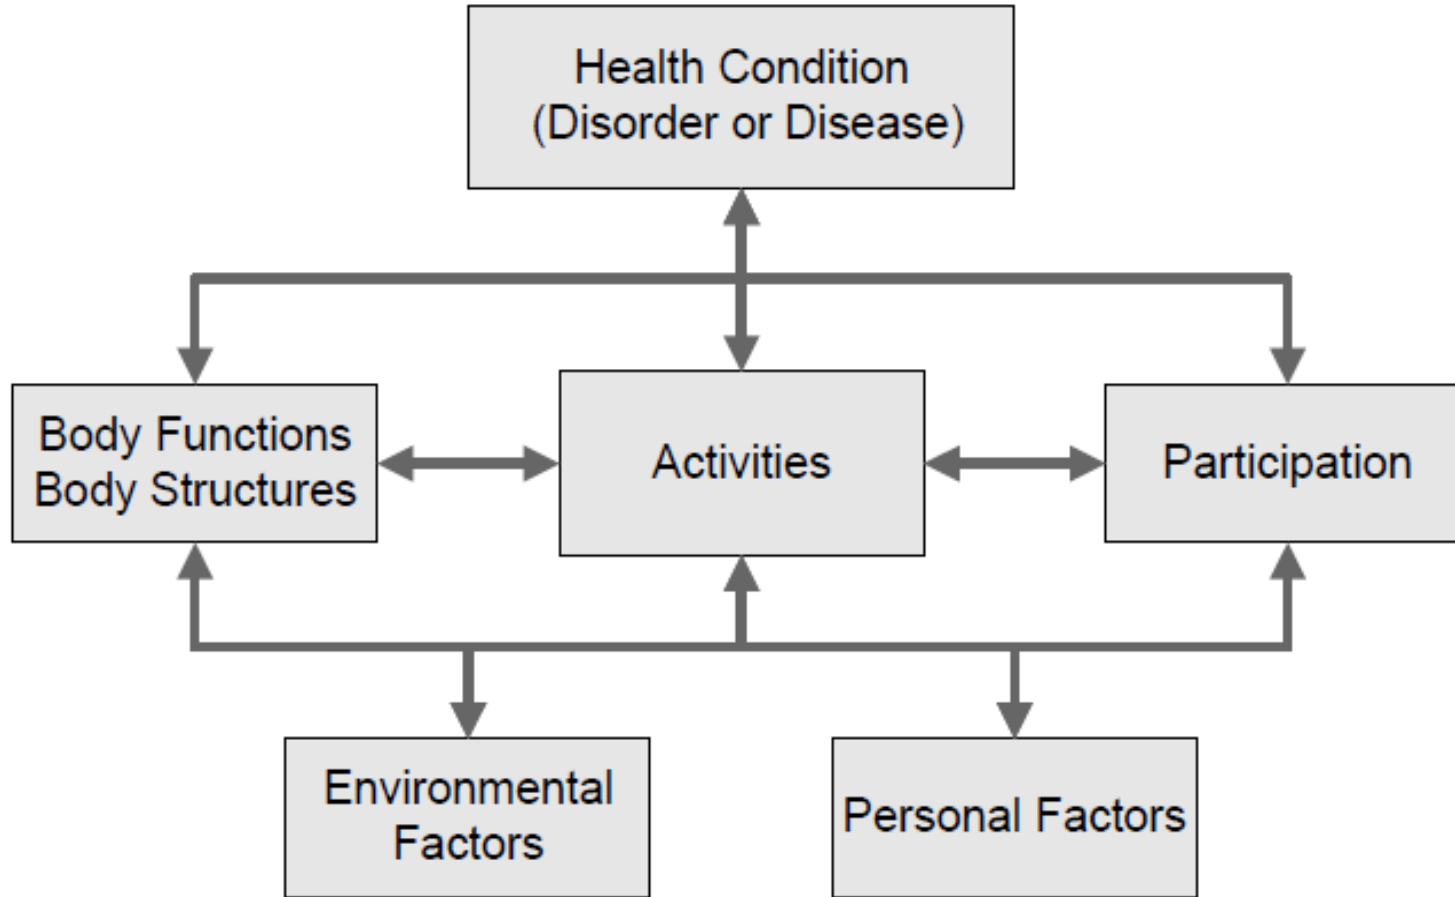 Health Condition
(Disorder or Disease)
Body Functions
Body Structures
Activities
Participation
Environmental
Factors
Personal Factors